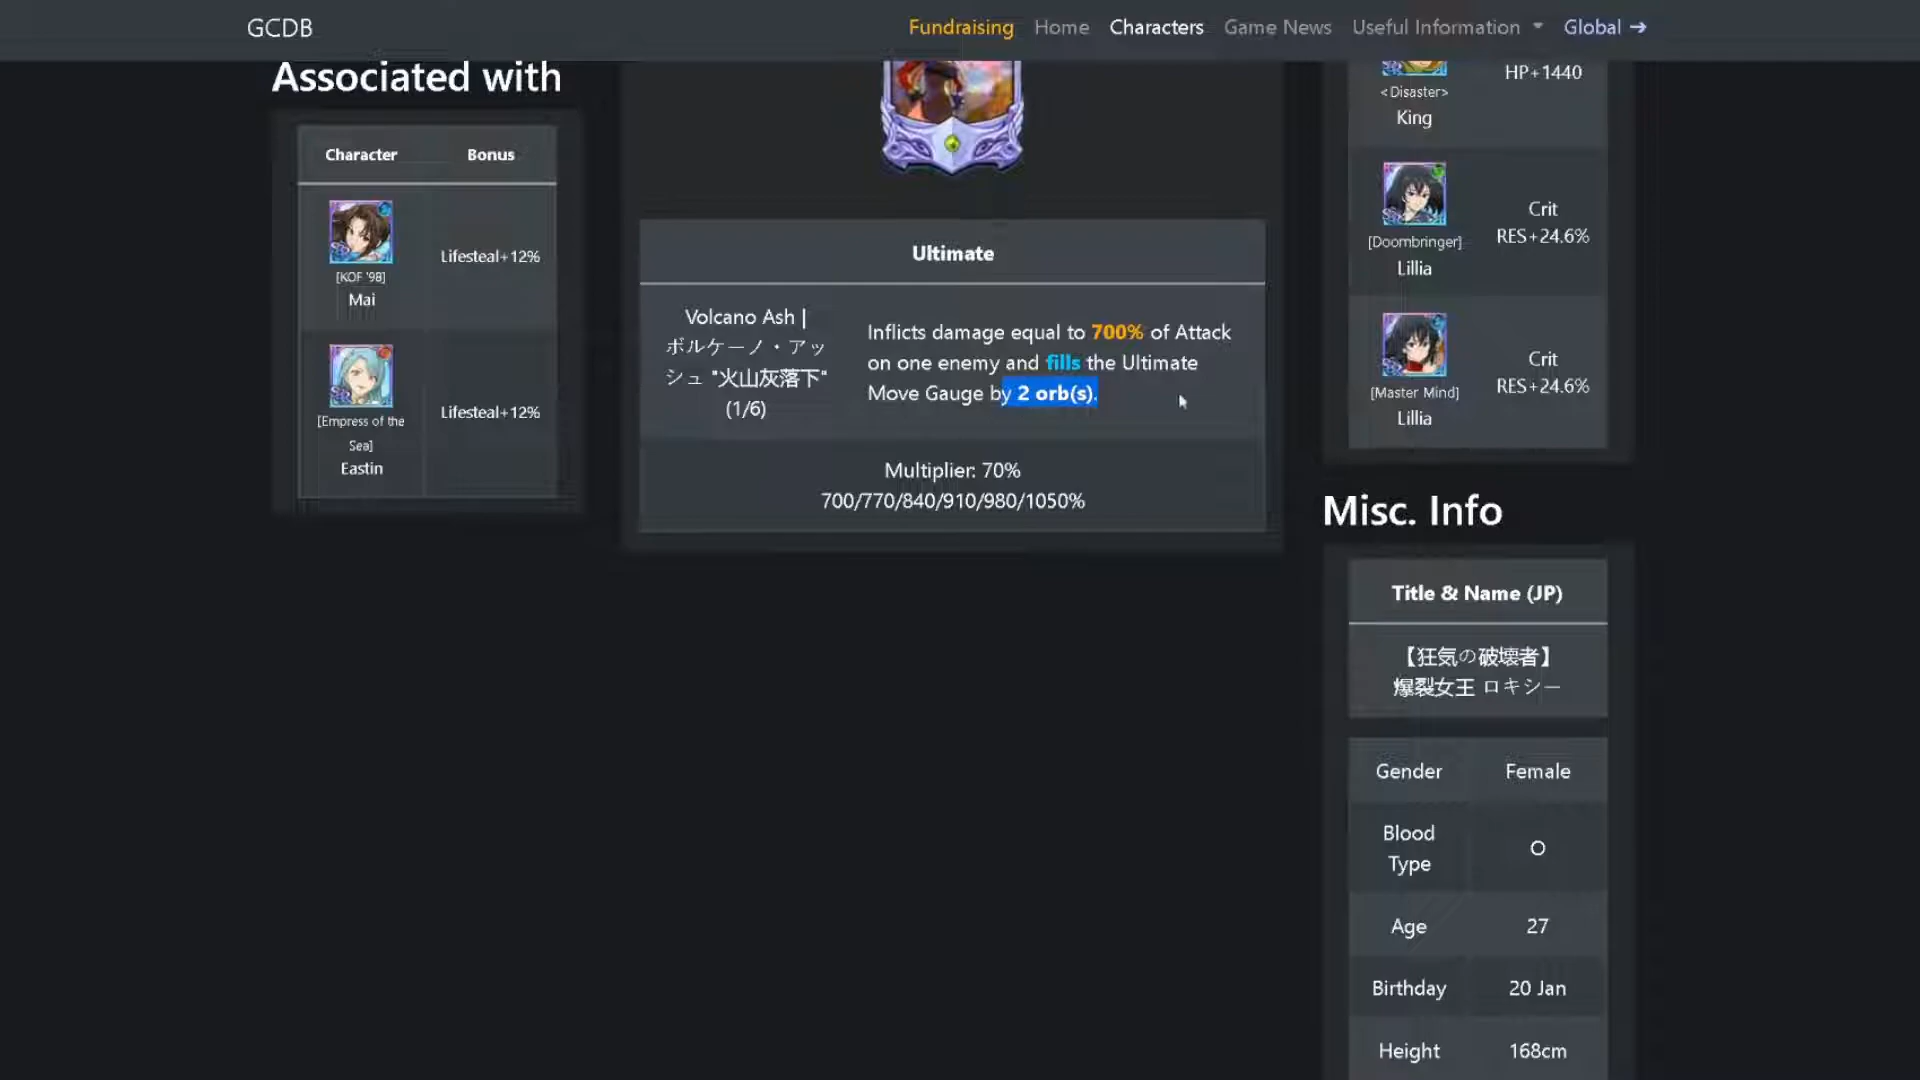 GCDB
Fundraising Home Characters Game News Useful Information Global →
Associated with
Character Bonus
[KOF '98]
Mai
Lifesteal+12%
[Empress of the
Sea]
Eastin
Lifesteal+12%
Ultimate
Volcano Ash |
ボルケーノ・アッ
シュ "火山灰落下"
(1/6)
Inflicts damage equal to 700% of Attack
on one enemy and fills the Ultimate
Move Gauge by 2 orb(s).
Multiplier: 70%
700/770/840/910/980/1050%
<Disaster>
King
HP+1440
[Doombringer]
Lillia
Crit
RES+24.6%
[Master Mind]
Lillia
Crit
RES+24.6%
Misc. Info
Title & Name (JP)
【狂気の破壊者】
爆裂女王 ロキシー
Gender Female
Blood
Type
O
Age 27
Birthday 20 Jan
Height 168cm